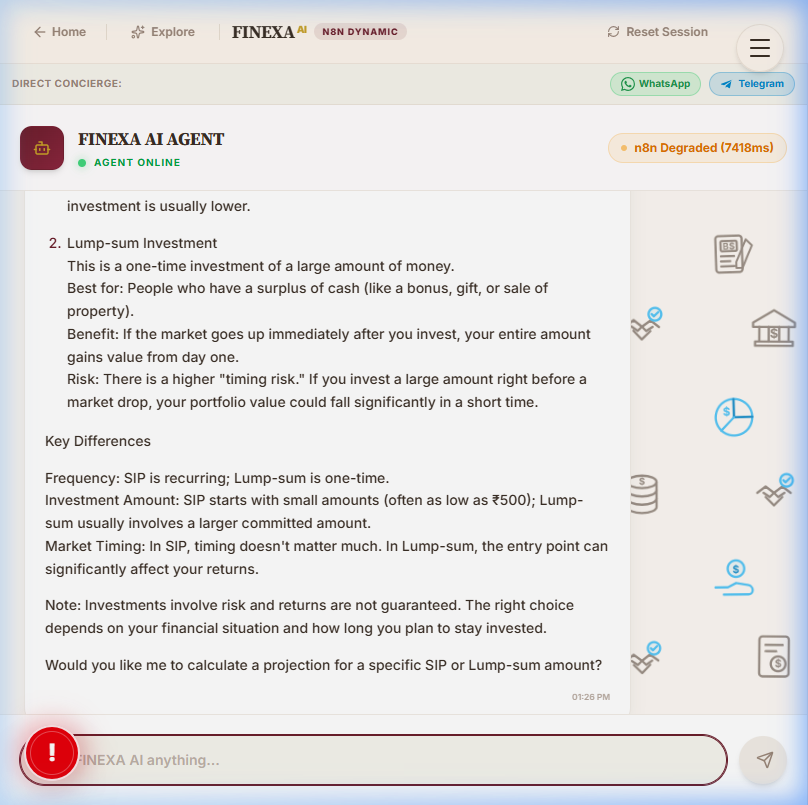 Home
Explore
FINEXA AI
N8N DYNAMIC
Reset Session
DIRECT CONCIERGE:
WhatsApp
Telegram
FINEXA AI AGENT
AGENT ONLINE
n8n Degraded (7418ms)
investment is usually lower.
2. Lump-sum Investment
This is a one-time investment of a large amount of money.
Best for: People who have a surplus of cash (like a bonus, gift, or sale of
property).
Benefit: If the market goes up immediately after you invest, your entire amount
gains value from day one.
Risk: There is a higher "timing risk." If you invest a large amount right before a
market drop, your portfolio value could fall significantly in a short time.
Key Differences
Frequency: SIP is recurring; Lump-sum is one-time.
Investment Amount: SIP starts with small amounts (often as low as ₹500); Lump-
sum usually involves a larger committed amount.
Market Timing: In SIP, timing doesn't matter much. In Lump-sum, the entry point can
significantly affect your returns.
Note: Investments involve risk and returns are not guaranteed. The right choice
depends on your financial situation and how long you plan to stay invested.
Would you like me to calculate a projection for a specific SIP or Lump-sum amount?
01:26 PM
!
FINEXA AI anything...